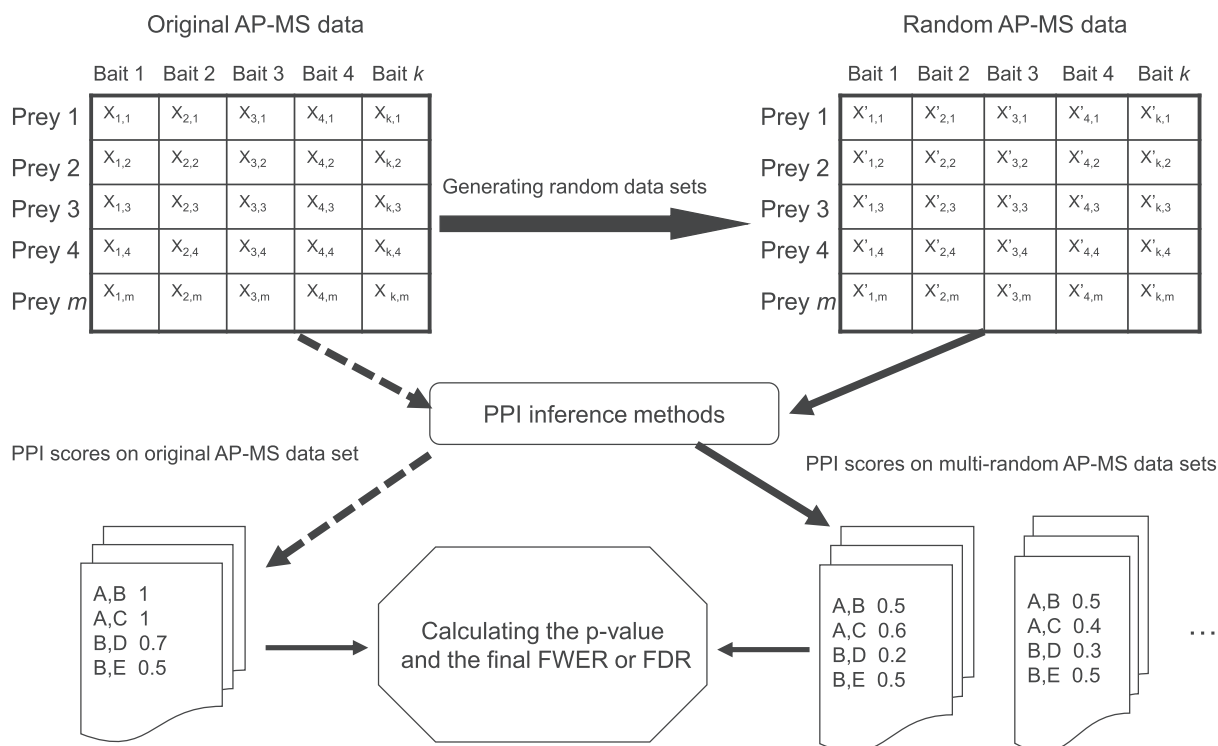 Original AP-MS data
Random AP-MS data
Bait 1 Bait 2 Bait 3 Bait 4 Bait k
Prey 1 X1,1 X2,1 X3,1 X4,1 Xk,1
Prey 2 X1,2 X2,2 X3,2 X4,2 Xk,2
Prey 3 X1,3 X2,3 X3,3 X4,3 Xk,3
Prey 4 X1,4 X2,4 X3,4 X4,4 Xk,4
Prey m X1,m X2,m X3,m X4,m X k,m
Generating random data sets
Bait 1 Bait 2 Bait 3 Bait 4 Bait k
Prey 1 X'1,1 X'2,1 X'3,1 X'4,1 X'k,1
Prey 2 X'1,2 X'2,2 X'3,2 X'4,2 X'k,2
Prey 3 X'1,3 X'2,3 X'3,3 X'4,3 X'k,3
Prey 4 X'1,4 X'2,4 X'3,4 X'4,4 X'k,4
Prey m X'1,m X'2,m X'3,m X'4,m X'k,m
PPI inference methods
PPI scores on original AP-MS data set
PPI scores on multi-random AP-MS data sets
A,B 1
A,C 1
B,D 0.7
B,E 0.5
Calculating the p-value
and the final FWER or FDR
A,B 0.5
A,C 0.6
B,D 0.2
B,E 0.5
A,B 0.5
A,C 0.4
B,D 0.3
B,E 0.5
...